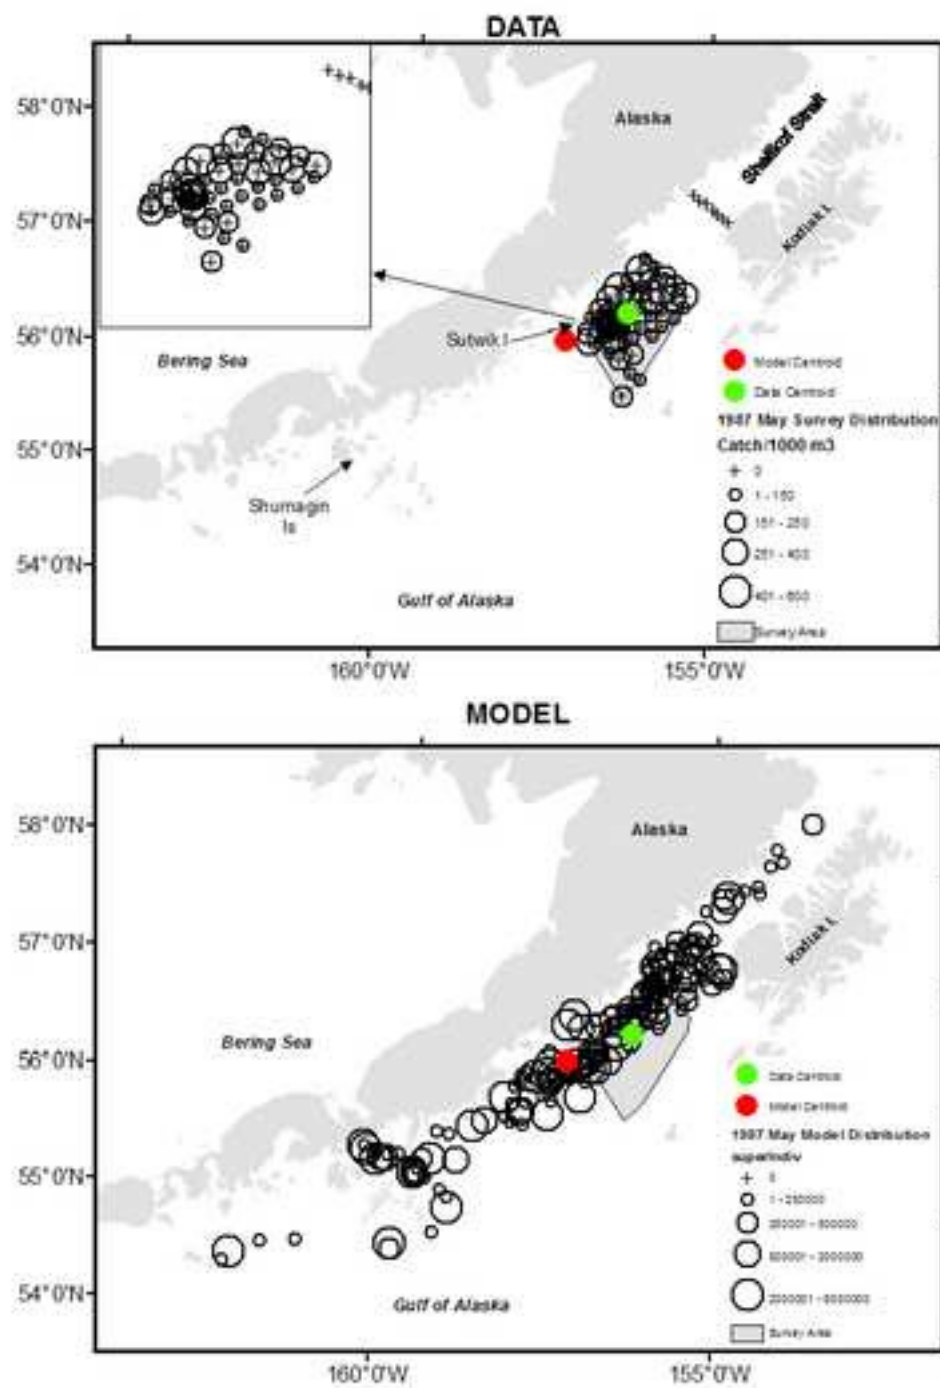 DATA
58°0'N
57°0'N
56°0'N
55°0'N
54°0'N
Alaska
Kodiak I.
Sutwik I
Bering Sea
Shumagin
Is
Gulf of Alaska
Model Centroid
Data Centroid
1987 May Survey Distribution
Catch/1000 m3
0
1 - 150
151 - 250
251 - 400
Survey Area
160°0'W
155°0'W
MODEL
58°0'N
57°0'N
56°0'N
55°0'N
54°0'N
Alaska
Kodiak I.
Bering Sea
Gulf of Alaska
Data Centroid
Model Centroid
1987 May Model Distribution
superindiv
0
Survey Area
160°0'W
155°0'W